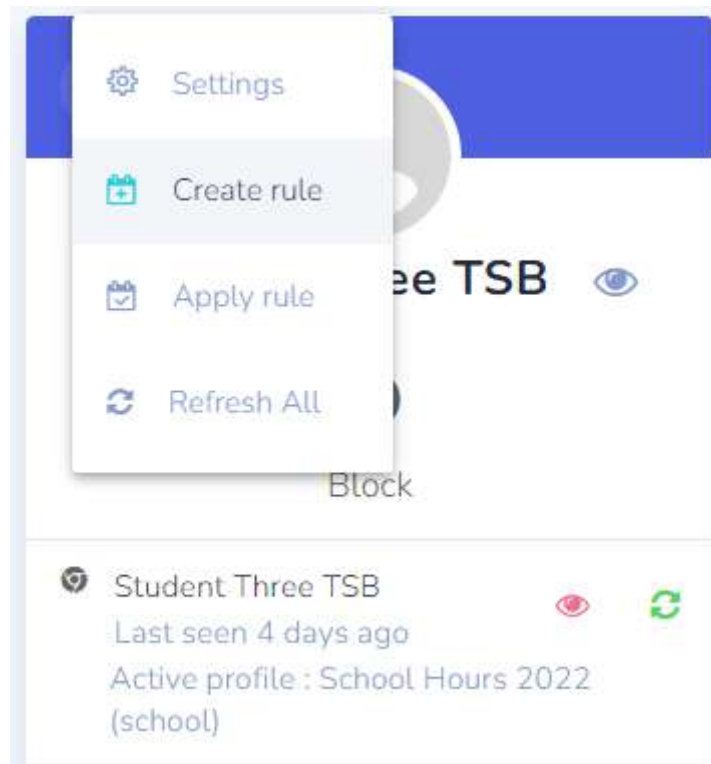 Settings
Create rule
Apply rule
ee TSB
Refresh All
Block
Student Three TSB
Last seen 4 days ago
Active profile : School Hours 2022
(school)